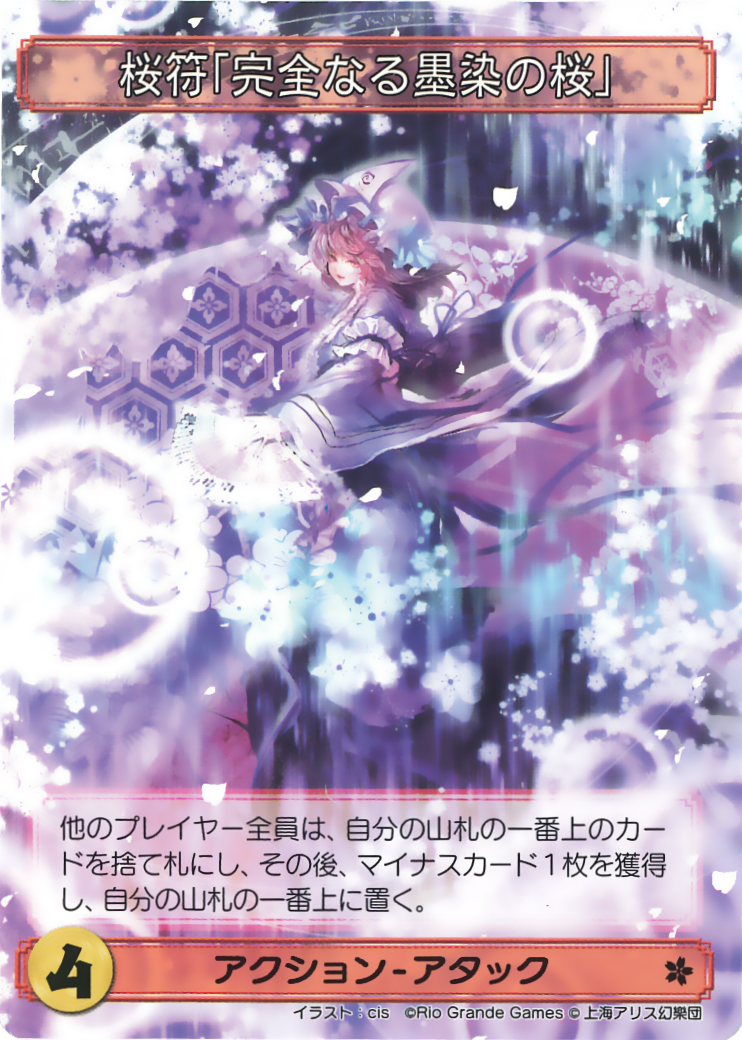 桜符「完全なる墨染の桜」
他のプレイヤー全員は、自分の山札の一番上のカー
ドを捨て札にし、その後、マイナスカード１枚を獲得
し、自分の山札の一番上に置く。
アクション-アタック
イラスト：cis ©Rio Grande Games © 上海アリス幻樂団